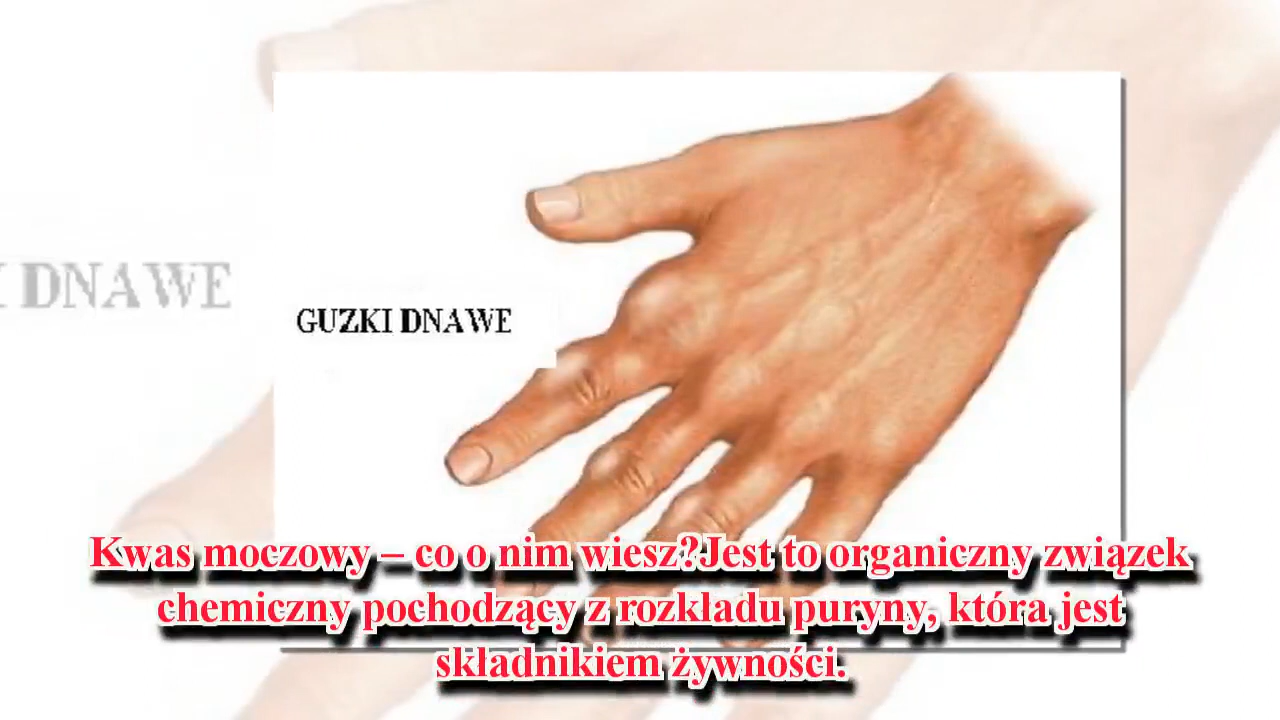 I DNAWE
GUZKI DNAWE
Kwas moczowy – co o nim wiesz?Jest to organiczny związek
chemiczny pochodzący z rozkładu puryny, która jest
składnikiem żywności.